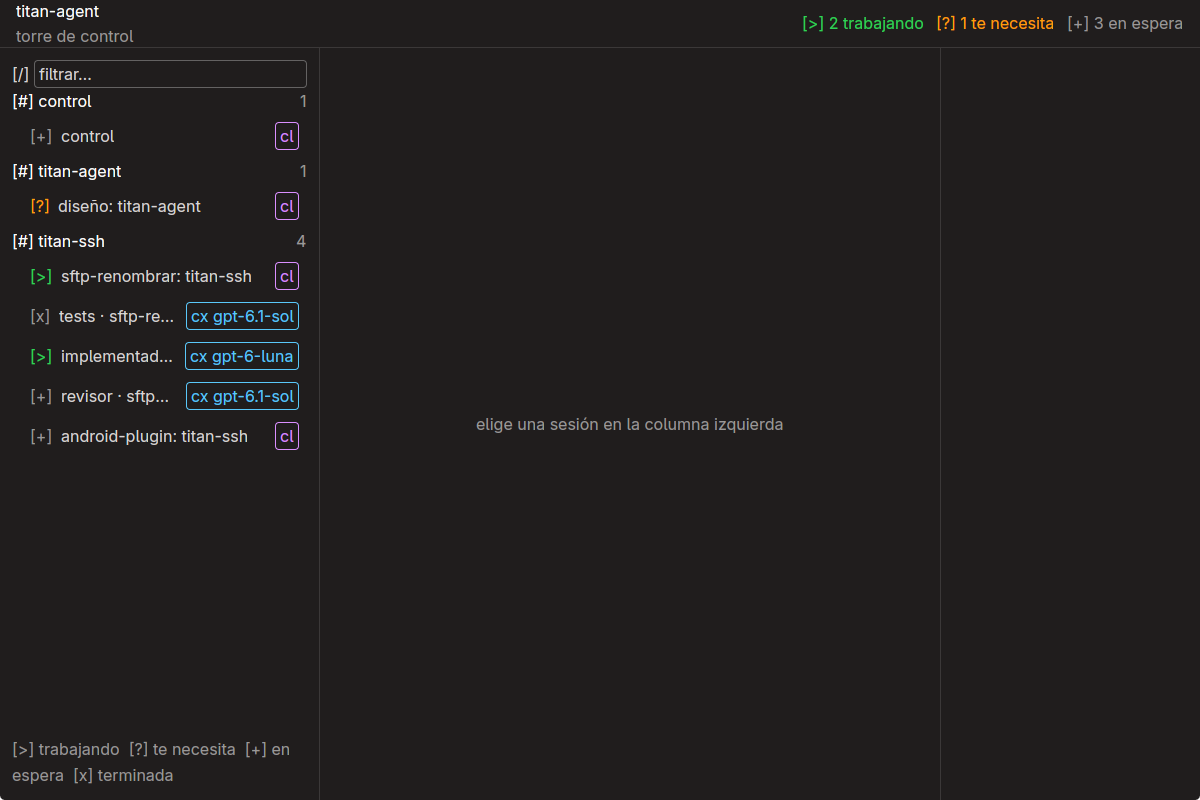 titan-agent
torre de control
[>] 2 trabajando [?] 1 te necesita [+] 3 en espera
[/] filtrar...
[#] control 1
[+] control cl
[#] titan-agent 1
[?] diseño: titan-agent cl
[#] titan-ssh 4
[>] sftp-renombrar: titan-ssh cl
[x] tests · sftp-re... cx gpt-6.1-sol
[>] implementad... cx gpt-6-luna
[+] revisor · sftp... cx gpt-6.1-sol
[+] android-plugin: titan-ssh cl
elige una sesión en la columna izquierda
[>] trabajando [?] te necesita [+] en
espera [x] terminada